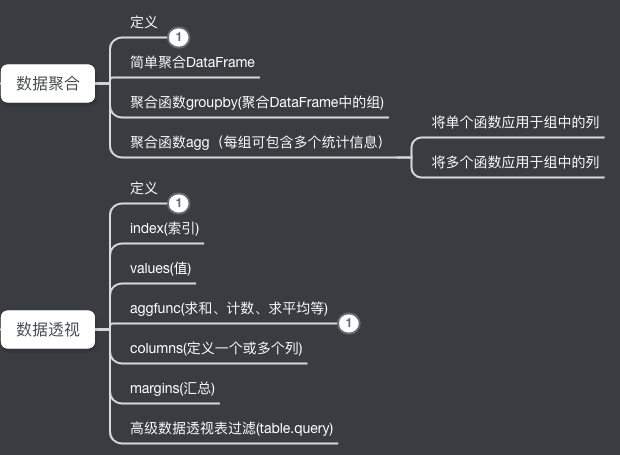 数据聚合
定义
1
简单聚合DataFrame
聚合函数groupby(聚合DataFrame中的组)
聚合函数agg（每组可包含多个统计信息）
将单个函数应用于组中的列
将多个函数应用于组中的列
数据透视
定义
1
index(索引)
values(值)
aggfunc(求和、计数、求平均等)
1
columns(定义一个或多个列)
margins(汇总)
高级数据透视表过滤(table.query)